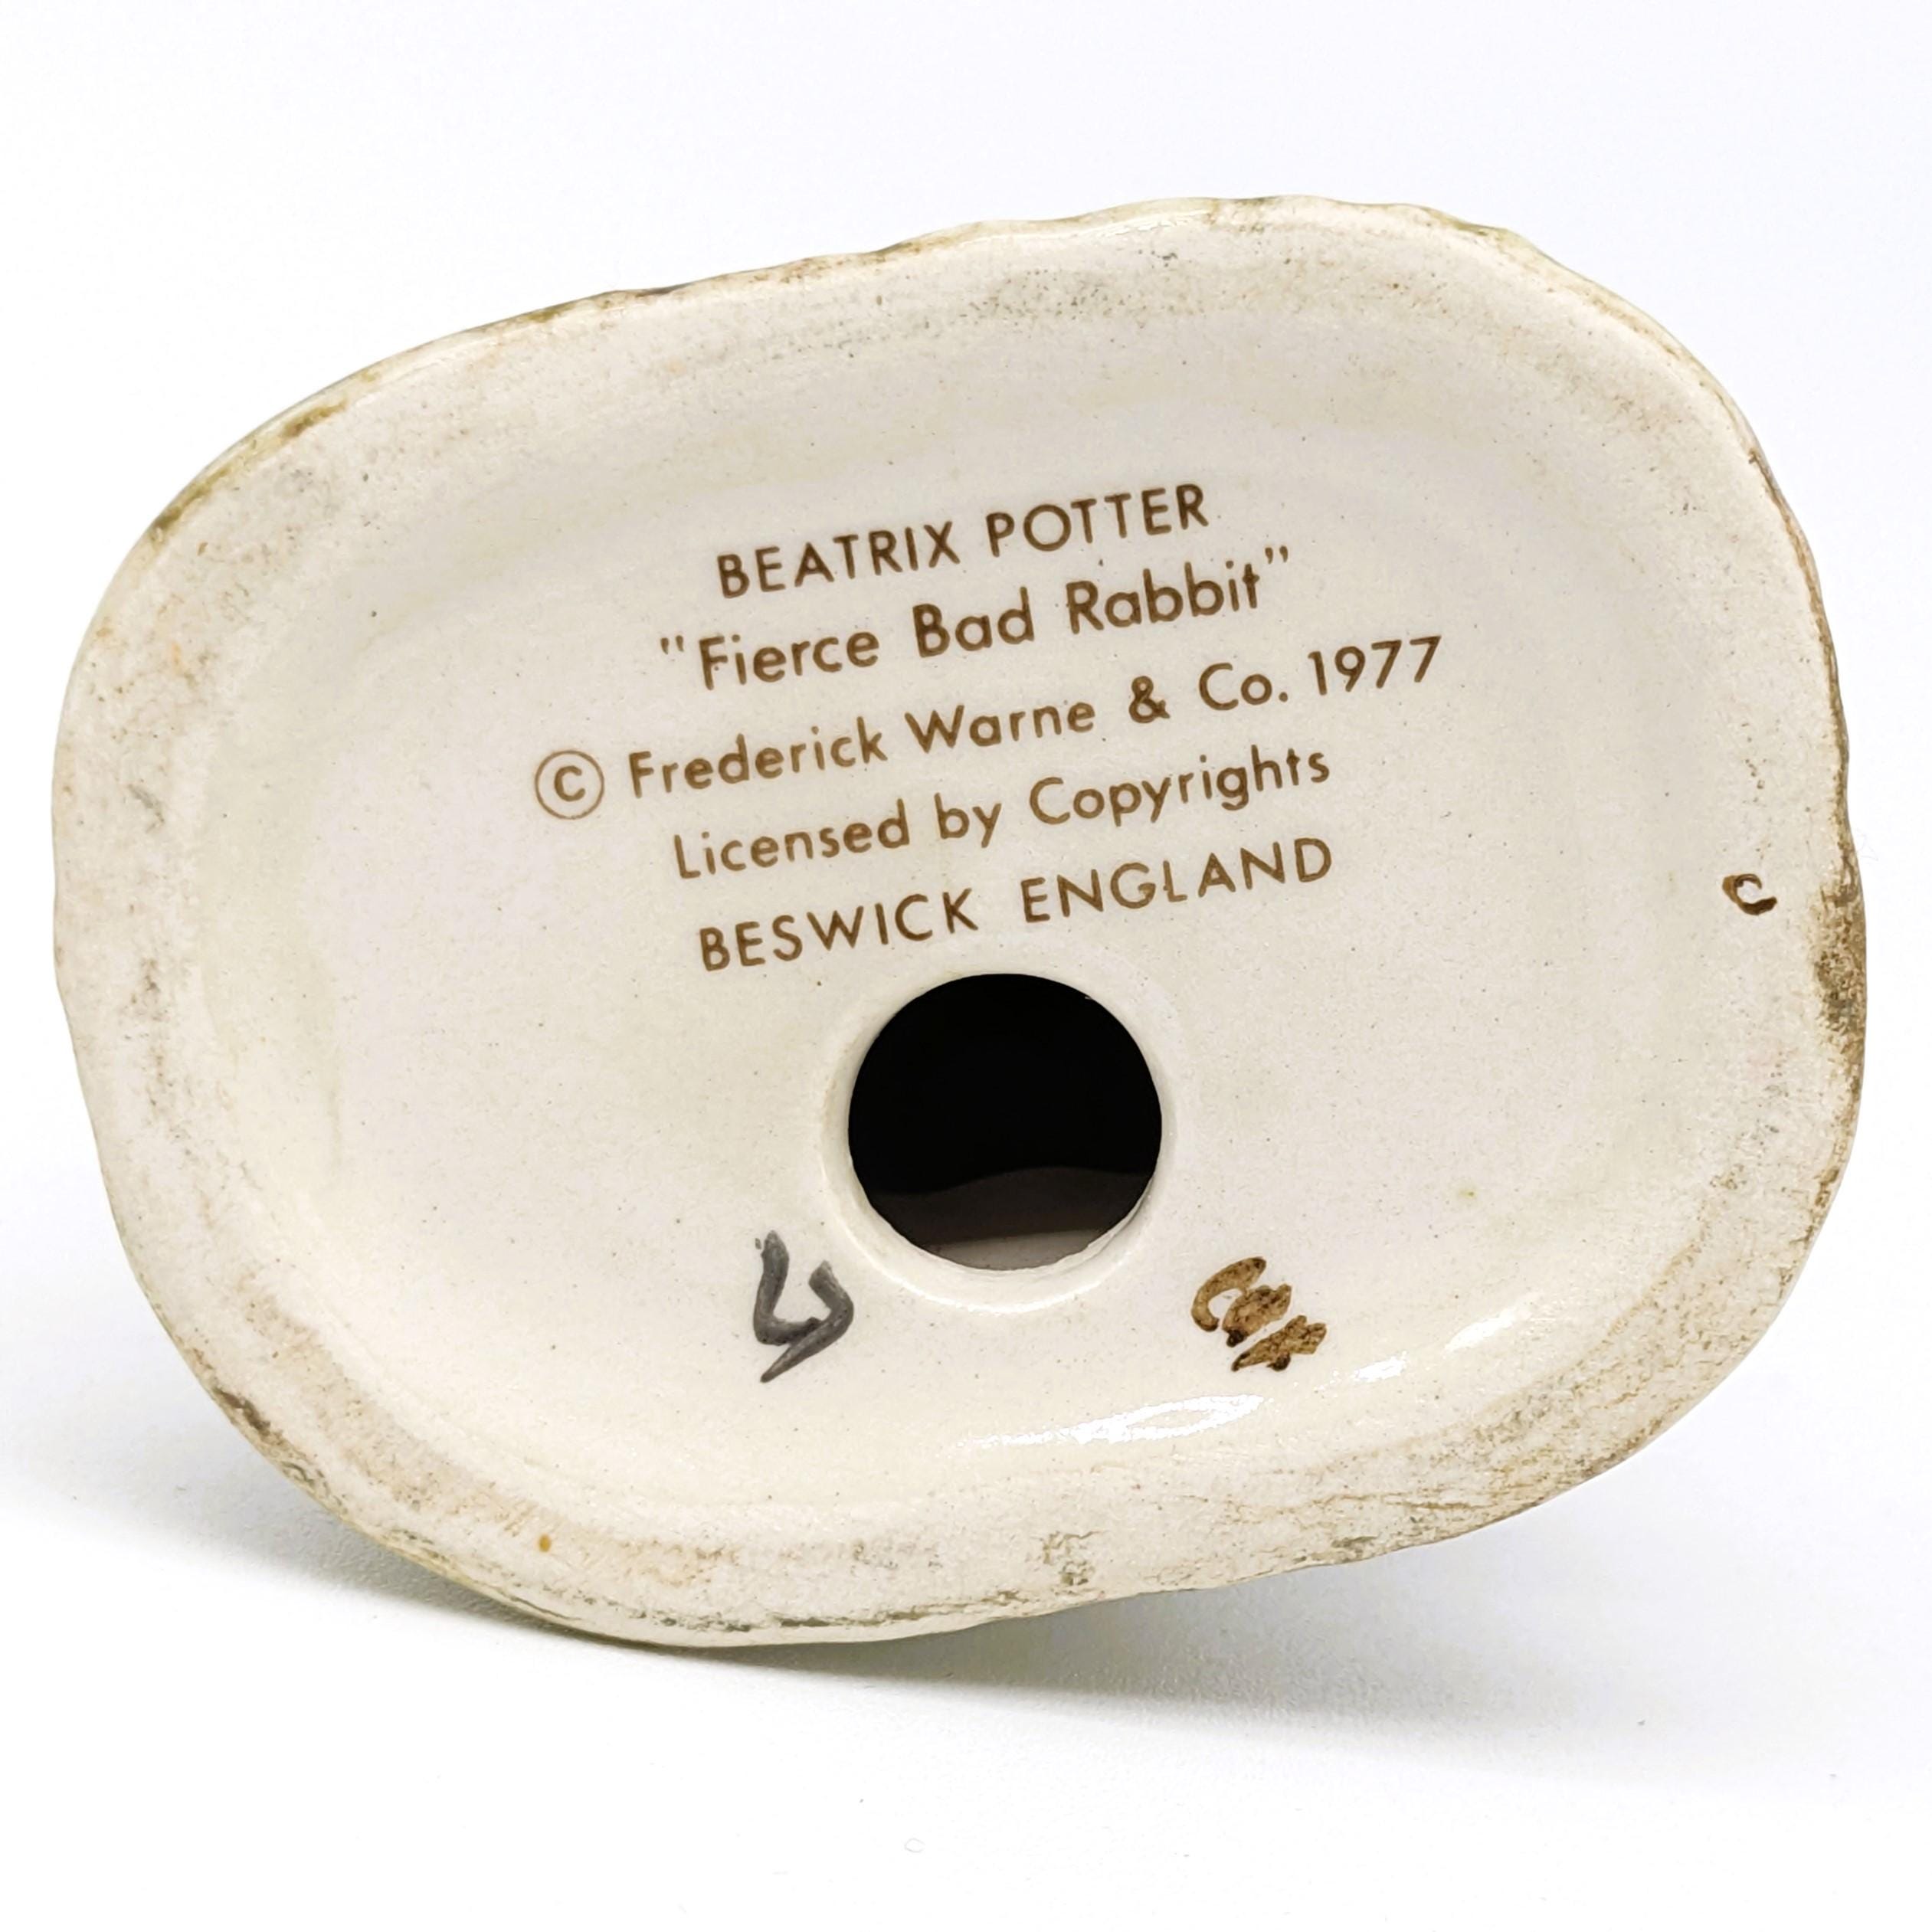 BEATRIX POTTER
"Fierce Bad Rabbit"
© Frederick Warne & Co. 1977
Licensed by Copyrights
BESWICK ENGLAND
C